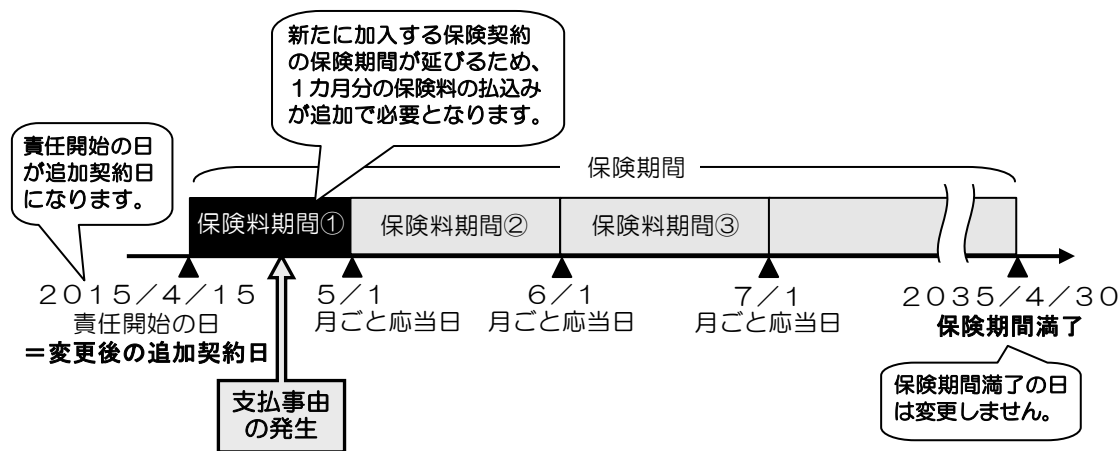 新たに加入する保険契約
の保険期間が延びるため、
１カ月分の保険料の払込み
が追加で必要となります。
責任開始の日
が追加契約日
になります。
保険期間
保険料期間①
保険料期間②
保険料期間③
２０１５／４／１５
責任開始の日
＝変更後の追加契約日
５／１
月ごと応当日
６／１
月ごと応当日
７／１
月ごと応当日
２０３５／４／３０
保険期間満了
支払事由
の発生
保険期間満了の日
は変更しません。